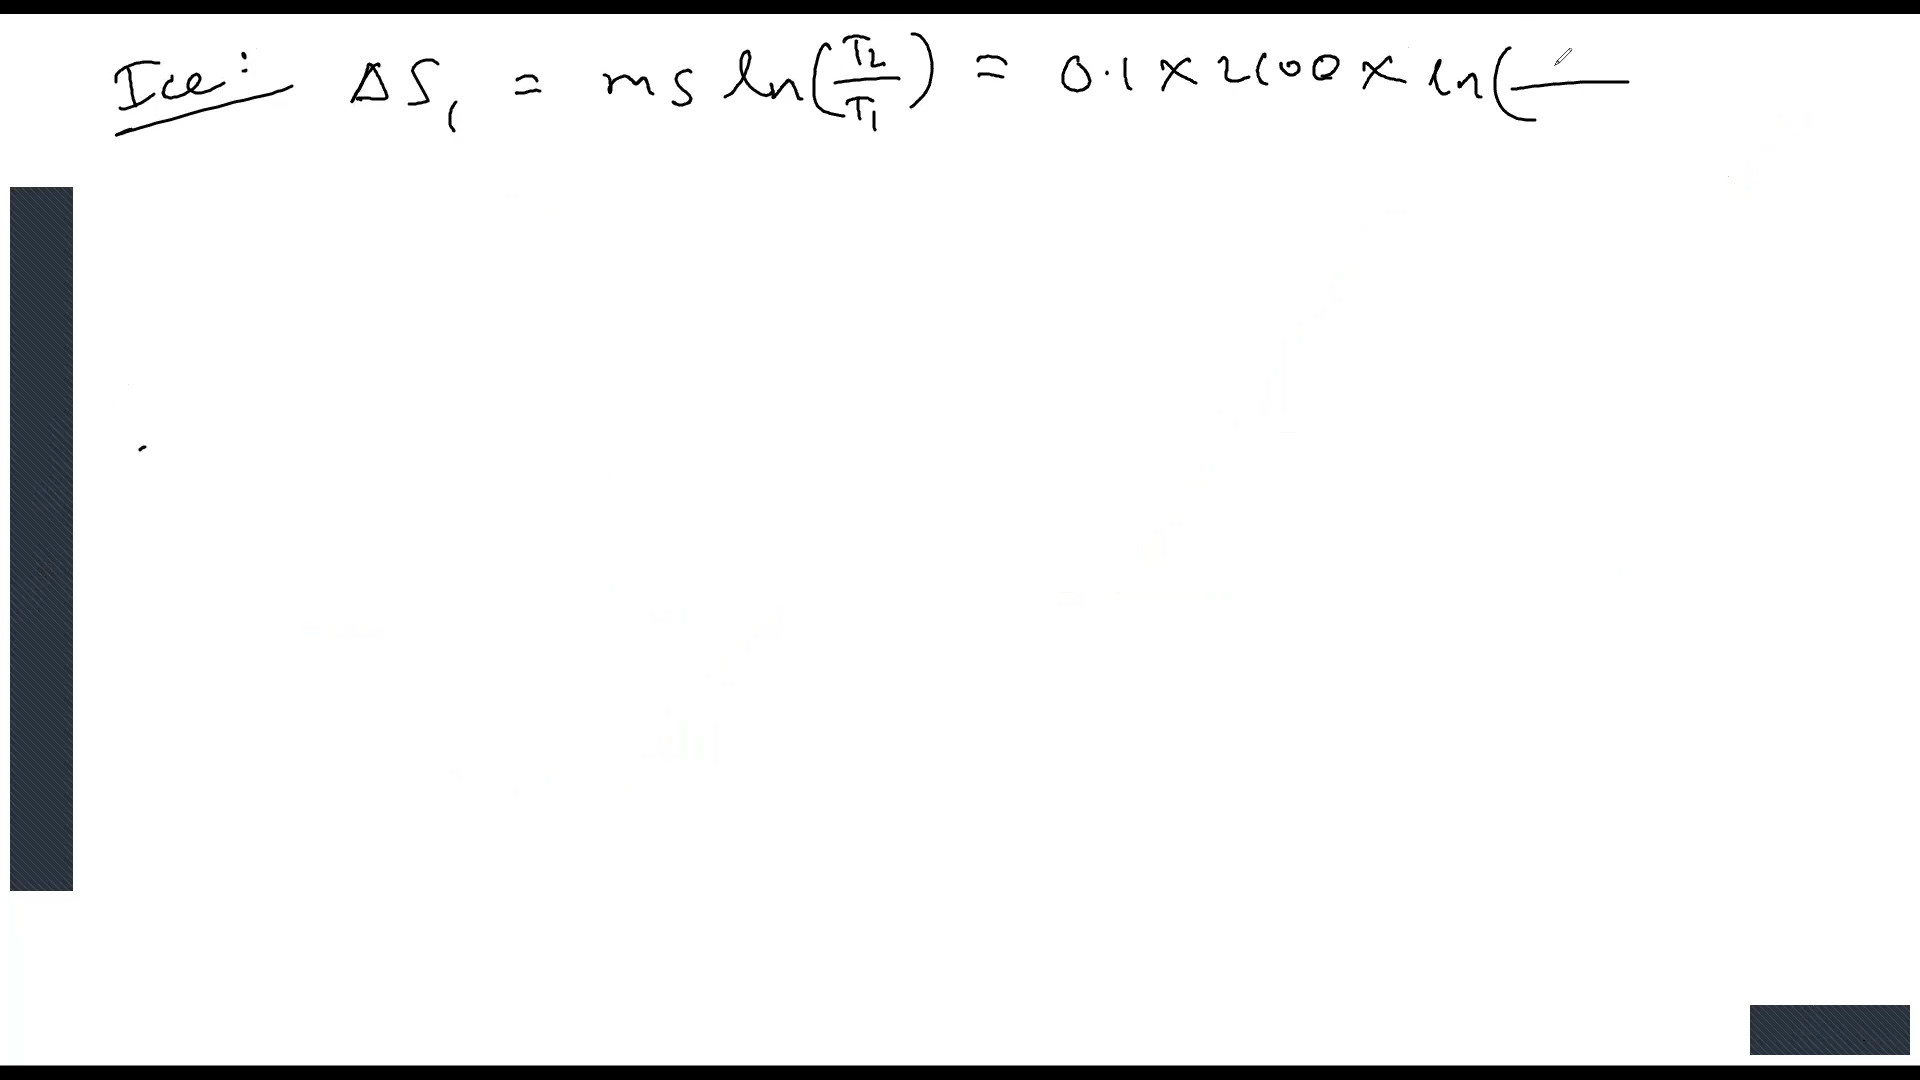 Ice: ΔS₁ = ms ln(T₂/T₁) = 0.1 × 2100 × ln(